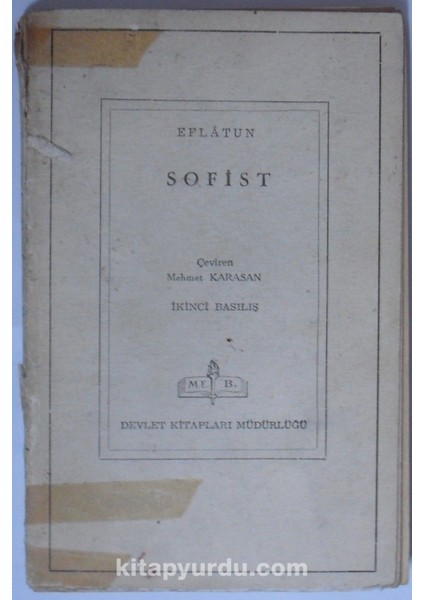 EFLÂTUN
SOFİST
Çeviren
Mehmet KARASAN
İKİNCİ BASILIŞ
M.E. B.
DEVLET KİTAPLARI MÜDÜRLÜĞÜ
kitapyurdu.com